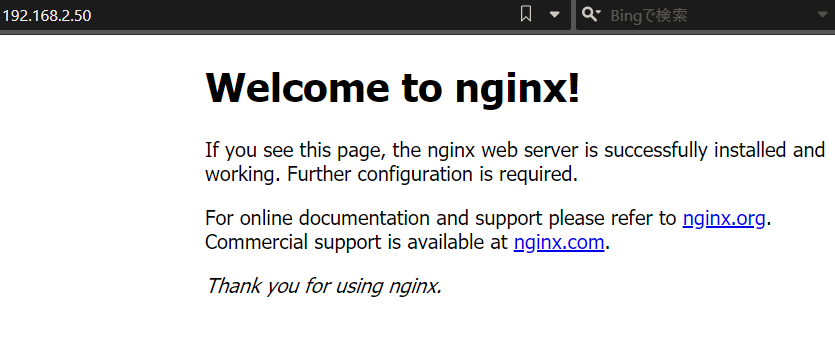 192.168.2.50 Bingで検索
Welcome to nginx!
If you see this page, the nginx web server is successfully installed and
working. Further configuration is required.
For online documentation and support please refer to nginx.org.
Commercial support is available at nginx.com.
Thank you for using nginx.